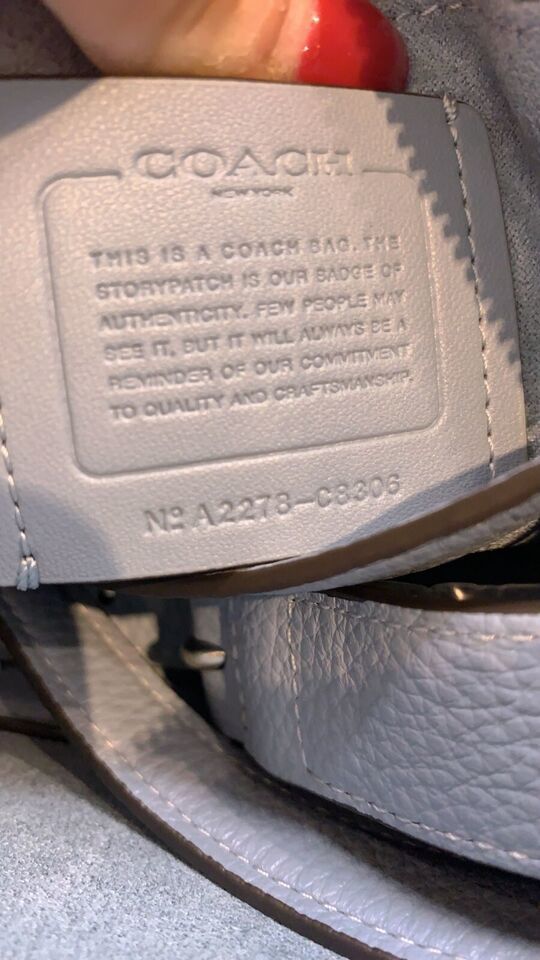 COACH
NEW YORK
THIS IS A COACH BAG. THE
STORYPATCH IS OUR BADGE OF
AUTHENTICITY. FEW PEOPLE MAY
SEE IT, BUT IT WILL ALWAYS BE A
REMINDER OF OUR COMMITMENT
TO QUALITY AND CRAFTSMANSHIP.
Nº A2278-C8306